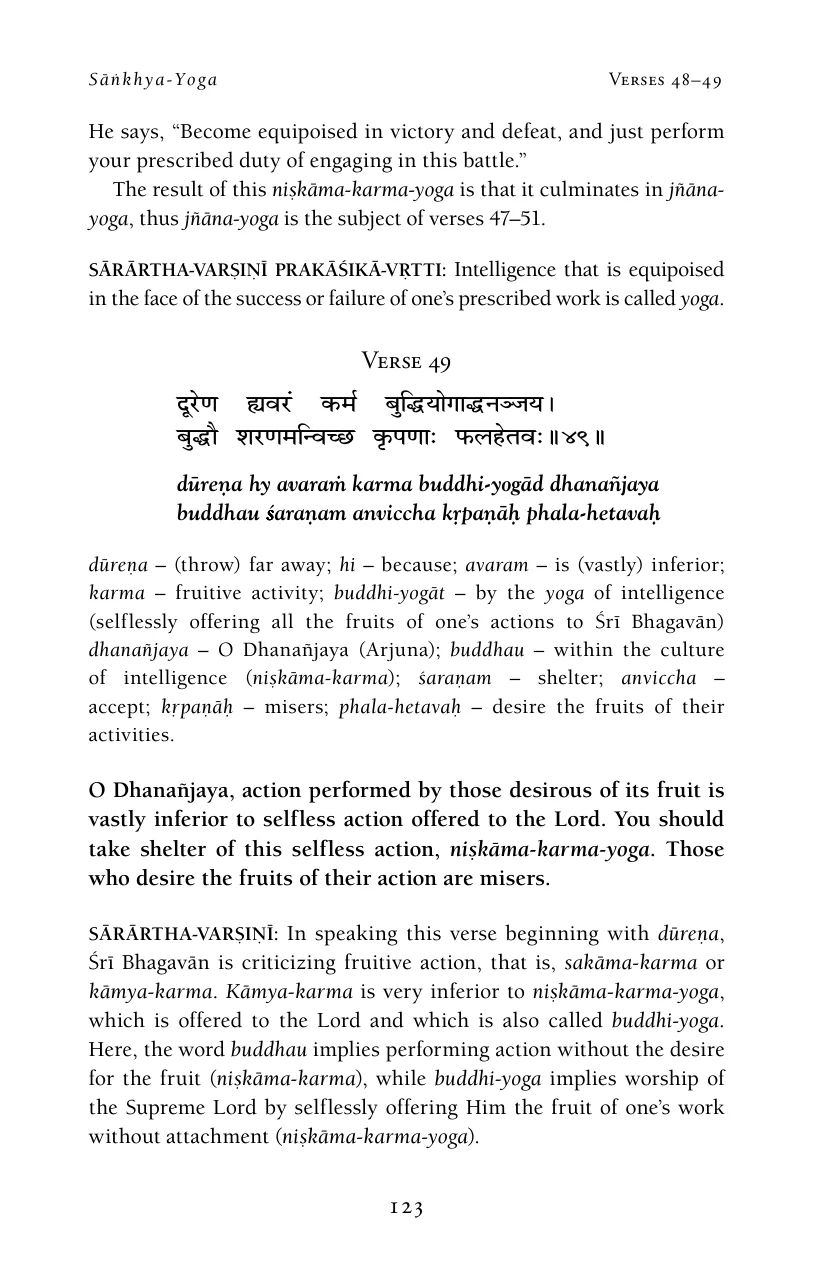 Sāṅkhya-Yoga Verses 48–49
He says, “Become equipoised in victory and defeat, and just perform
your prescribed duty of engaging in this battle.”
The result of this niṣkāma-karma-yoga is that it culminates in jñāna-
yoga, thus jñāna-yoga is the subject of verses 47–51.
SĀRĀRTHA-VARṢIṆĪ PRAKĀŚIKĀ-VṚTTI: Intelligence that is equipoised
in the face of the success or failure of one’s prescribed work is called yoga.
Verse 49
दूरेण ह्यवरं कर्म बुद्धियोगाद्धनञ्जय।
बुद्धौ शरणमन्विच्छ कृपणाः फलहेतवः॥४९॥
dūreṇa hy avaraṁ karma buddhi-yogād dhanañjaya
buddhau śaraṇam anviccha kṛpaṇāḥ phala-hetavaḥ
dūreṇa – (throw) far away; hi – because; avaram – is (vastly) inferior;
karma – fruitive activity; buddhi-yogāt – by the yoga of intelligence
(selflessly offering all the fruits of one’s actions to Śrī Bhagavān)
dhanañjaya – O Dhanañjaya (Arjuna); buddhau – within the culture
of intelligence (niṣkāma-karma); śaraṇam – shelter; anviccha –
accept; kṛpaṇāḥ – misers; phala-hetavaḥ – desire the fruits of their
activities.
O Dhanañjaya, action performed by those desirous of its fruit is
vastly inferior to selfless action offered to the Lord. You should
take shelter of this selfless action, niṣkāma-karma-yoga. Those
who desire the fruits of their action are misers.
SĀRĀRTHA-VARṢIṆĪ: In speaking this verse beginning with dūreṇa,
Śrī Bhagavān is criticizing fruitive action, that is, sakāma-karma or
kāmya-karma. Kāmya-karma is very inferior to niṣkāma-karma-yoga,
which is offered to the Lord and which is also called buddhi-yoga.
Here, the word buddhau implies performing action without the desire
for the fruit (niṣkāma-karma), while buddhi-yoga implies worship of
the Supreme Lord by selflessly offering Him the fruit of one’s work
without attachment (niṣkāma-karma-yoga).
123